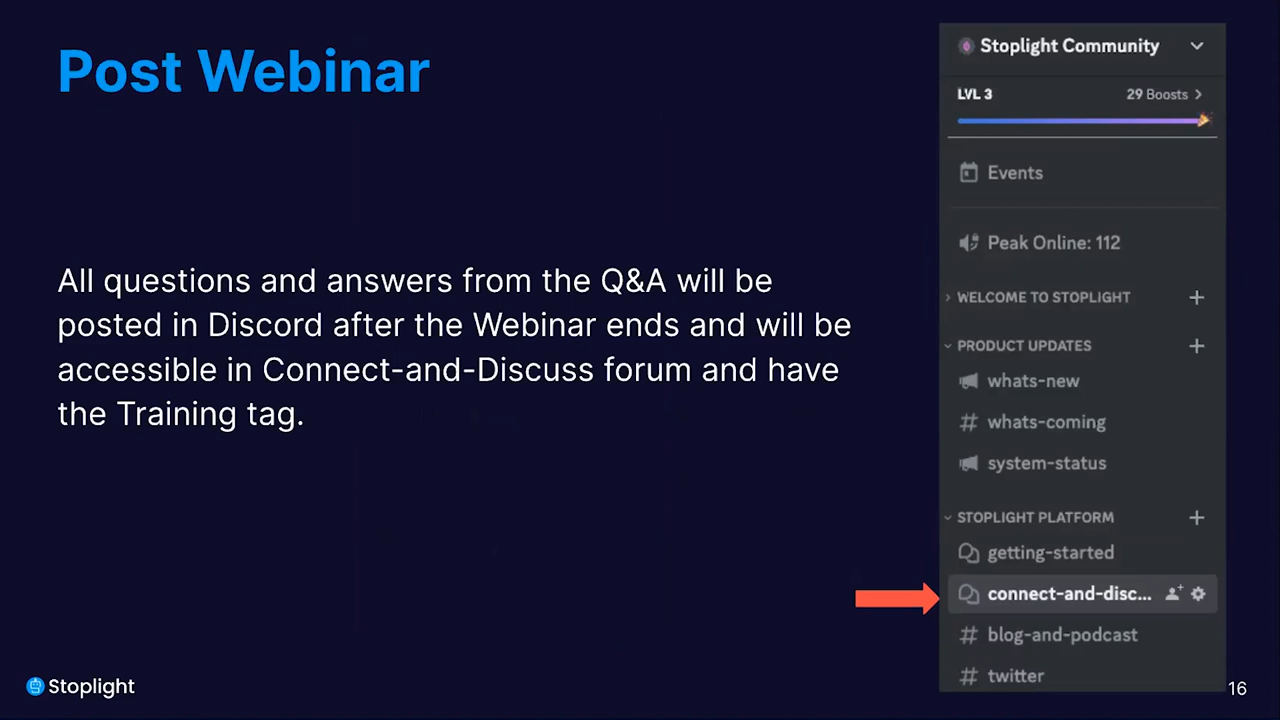 Post Webinar
All questions and answers from the Q&A will be
posted in Discord after the Webinar ends and will be
accessible in Connect-and-Discuss forum and have
the Training tag.
Stoplight Community
LVL 3 29 Boosts
Events
Peak Online: 112
WELCOME TO STOPLIGHT
PRODUCT UPDATES
whats-new
whats-coming
system-status
STOPLIGHT PLATFORM
getting-started
connect-and-disc...
blog-and-podcast
twitter
Stoplight
16